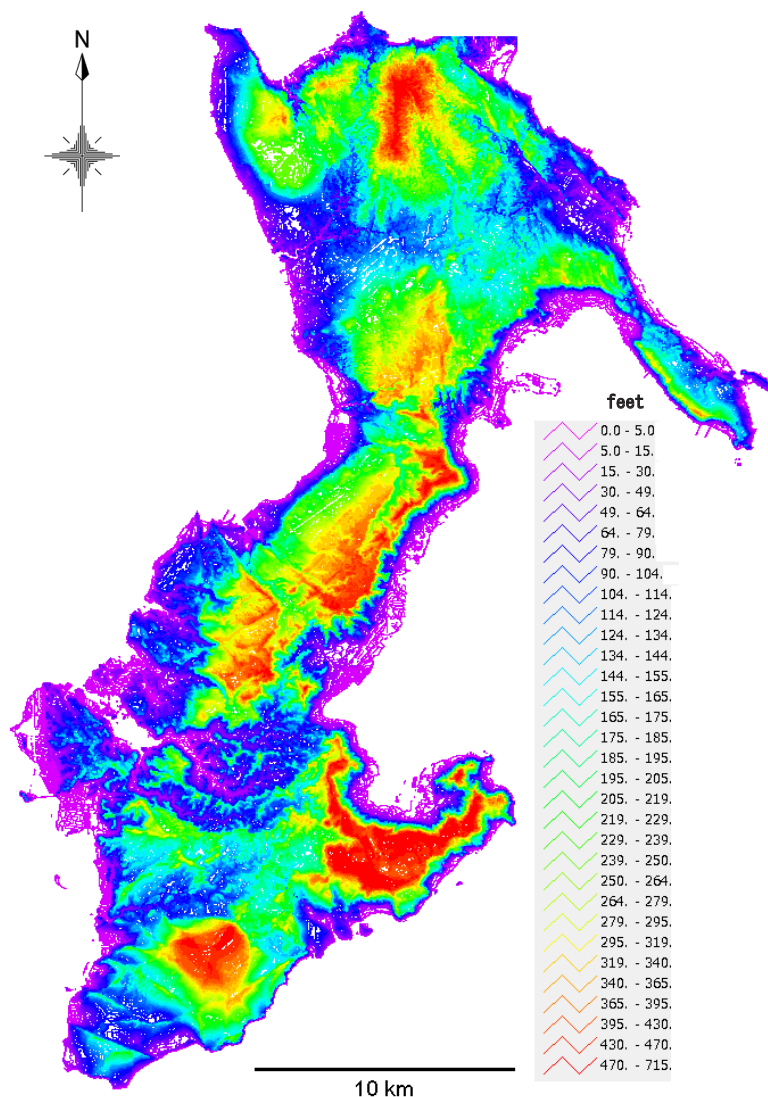 N
feet
0.0 - 5.0
5.0 - 15.
15. - 30.
30. - 49.
49. - 64.
64. - 79.
79. - 90.
90. - 104.
104. - 114.
114. - 124.
124. - 134.
134. - 144.
144. - 155.
155. - 165.
165. - 175.
175. - 185.
185. - 195.
195. - 205.
205. - 219.
219. - 229.
229. - 239.
239. - 250.
250. - 264.
264. - 279.
279. - 295.
295. - 319.
319. - 340.
340. - 365.
365. - 395.
395. - 430.
430. - 470.
470. - 715.
10 km